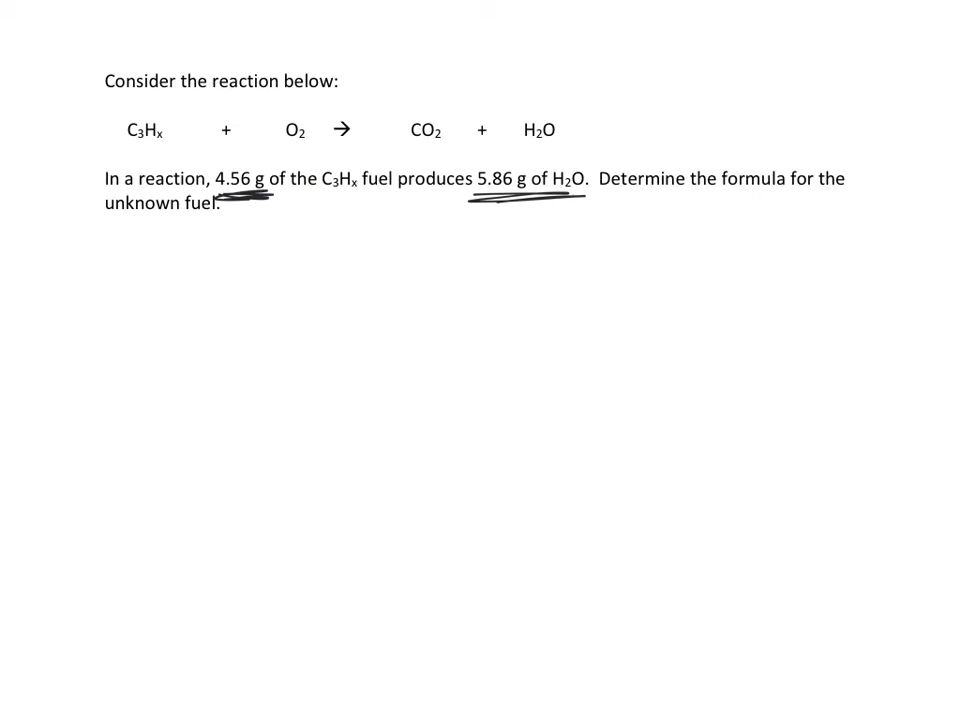 Consider the reaction below:
C₃Hₓ + O₂ → CO₂ + H₂O
In a reaction, 4.56 g of the C₃Hₓ fuel produces 5.86 g of H₂O. Determine the formula for the
unknown fuel.